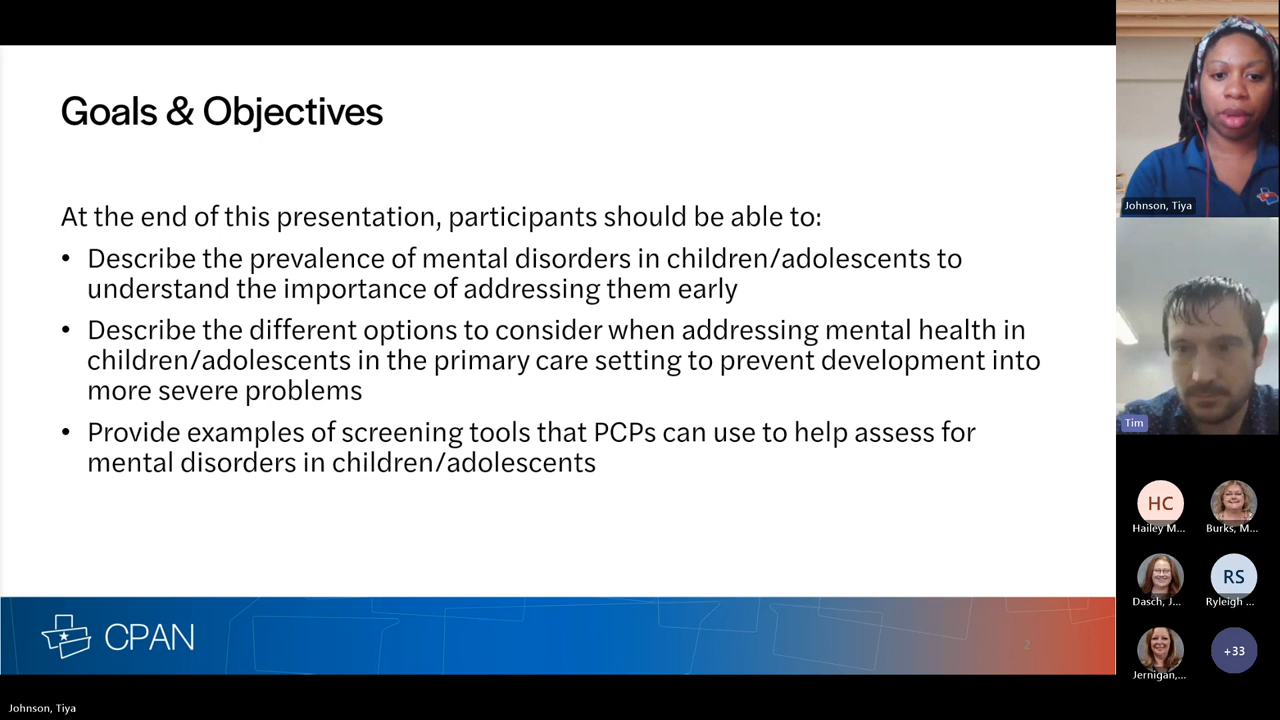 Goals & Objectives
At the end of this presentation, participants should be able to:
• Describe the prevalence of mental disorders in children/adolescents to
understand the importance of addressing them early
• Describe the different options to consider when addressing mental health in
children/adolescents in the primary care setting to prevent development into
more severe problems
• Provide examples of screening tools that PCPs can use to help assess for
mental disorders in children/adolescents
CPAN
2
Johnson, Tiya
Tim
HC
Hailey M...
Burks, M...
Dasch, J...
RS
Ryleigh ...
Jernigan,...
+33
Johnson, Tiya